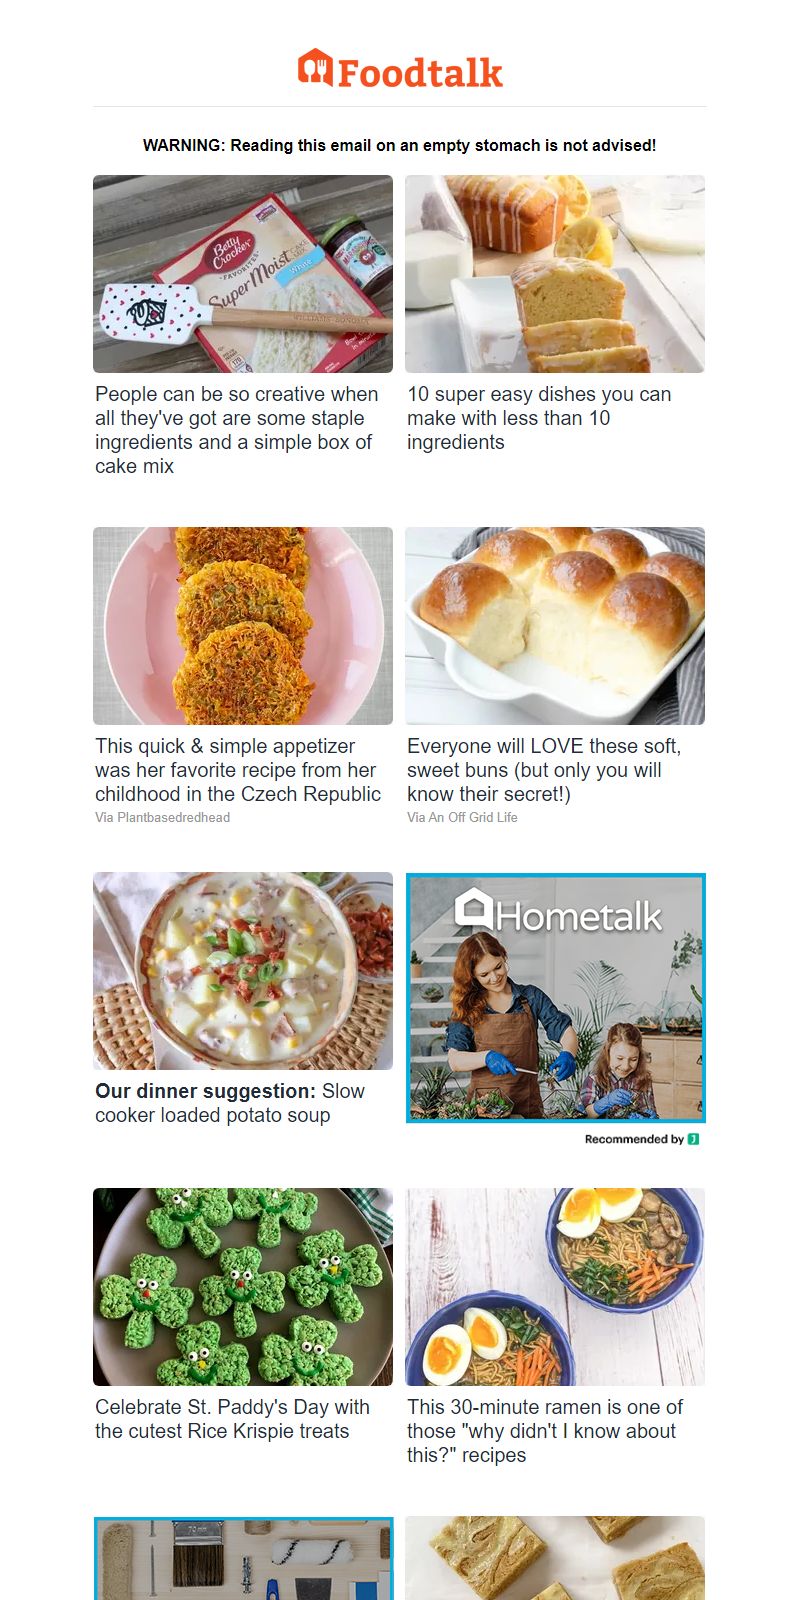 Foodtalk
WARNING: Reading this email on an empty stomach is not advised!
Betty
Crocker
FAVORITES
Super Moist
CAKE MIX
White
WILLIAMS-SONOMA
People can be so creative when
all they've got are some staple
ingredients and a simple box of
cake mix
10 super easy dishes you can
make with less than 10
ingredients
This quick & simple appetizer
was her favorite recipe from her
childhood in the Czech Republic
Via Plantbasedredhead
Everyone will LOVE these soft,
sweet buns (but only you will
know their secret!)
Via An Off Grid Life
Our dinner suggestion: Slow
cooker loaded potato soup
Hometalk
Recommended by
Celebrate St. Paddy's Day with
the cutest Rice Krispie treats
This 30-minute ramen is one of
those "why didn't I know about
this?" recipes